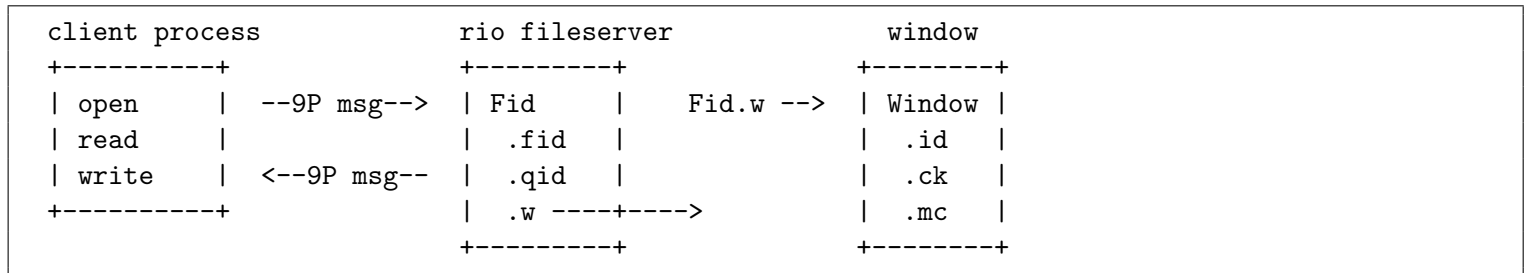 client process             rio fileserver             window
+----------+               +---------+               +--------+
| open     |  --9P msg-->  | Fid     |    Fid.w -->  | Window |
| read     |               |  .fid   |               |  .id   |
| write    |  <--9P msg--  |  .qid   |               |  .ck   |
+----------+               |  .w ----+---->          |  .mc   |
                           +---------+               +--------+